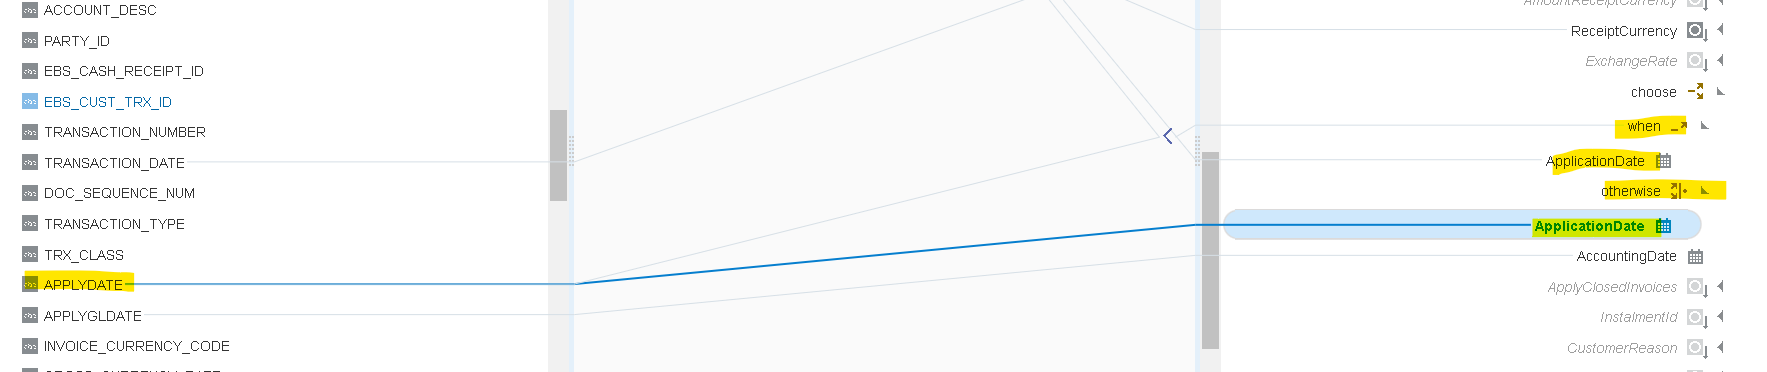 ACCOUNT_DESC
PARTY_ID
EBS_CASH_RECEIPT_ID
EBS_CUST_TRX_ID
TRANSACTION_NUMBER
TRANSACTION_DATE
DOC_SEQUENCE_NUM
TRANSACTION_TYPE
TRX_CLASS
APPLYDATE
APPLYGLDATE
INVOICE_CURRENCY_CODE
AmountReceiptCurrency
ReceiptCurrency
ExchangeRate
choose
when
ApplicationDate
otherwise
ApplicationDate
AccountingDate
ApplyClosedInvoices
InstalmentId
CustomerReason